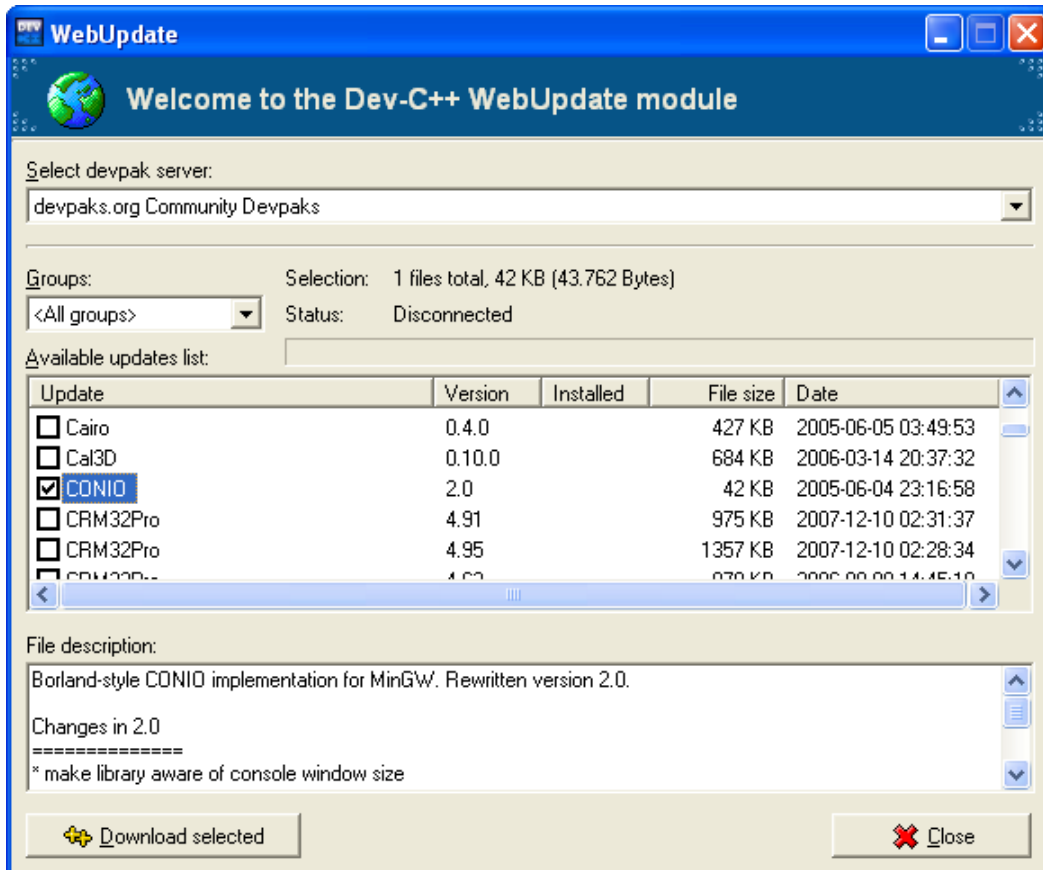 DEV
WebUpdate
Welcome to the Dev-C++ WebUpdate module
Select devpak server:
devpaks.org Community Devpaks
Groups:
Selection: 1 files total, 42 KB (43.762 Bytes)
<All groups>
Status: Disconnected
Available updates list:
Update Version Installed File size Date
Cairo 0.4.0 427 KB 2005-06-05 03:49:53
Cal3D 0.10.0 684 KB 2006-03-14 20:37:32
CONIO 2.0 42 KB 2005-06-04 23:16:58
CRM32Pro 4.91 975 KB 2007-12-10 02:31:37
CRM32Pro 4.95 1357 KB 2007-12-10 02:28:34
CRM32Pro
File description:
Borland-style CONIO implementation for MinGW. Rewritten version 2.0.
Changes in 2.0
==============
* make library aware of console window size
Download selected
Close